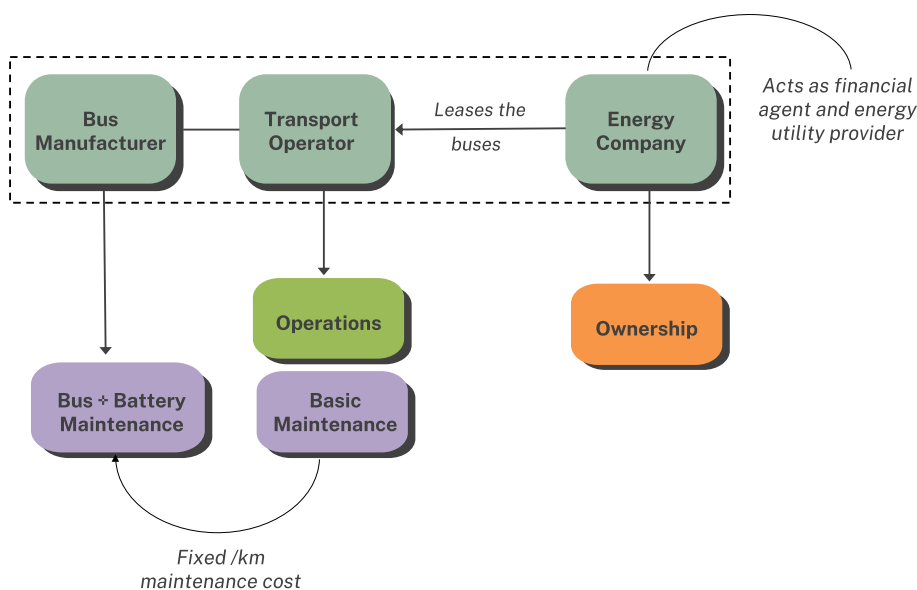 Bus
Manufacturer
Transport
Operator
Leases the
buses
Energy
Company
Acts as financial
agent and energy
utility provider
Operations
Ownership
Bus + Battery
Maintenance
Basic
Maintenance
Fixed /km
maintenance cost